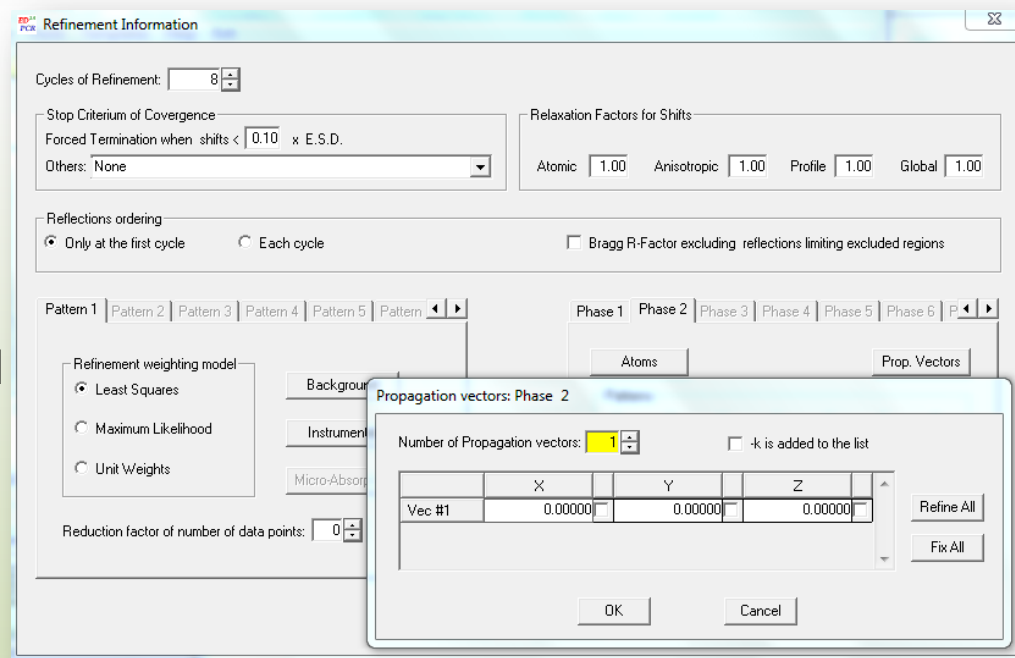 ED PCR Refinement Information
Cycles of Refinement: 8
Stop Criterium of Covergence
Forced Termination when shifts < 0.10 x E.S.D.
Others: None
Relaxation Factors for Shifts
Atomic 1.00 Anisotropic 1.00 Profile 1.00 Global 1.00
Reflections ordering
Only at the first cycle Each cycle Bragg R-Factor excluding reflections limiting excluded regions
Pattern 1 Pattern 2 Pattern 3 Pattern 4 Pattern 5 Pattern
Refinement weighting model
Least Squares
Maximum Likelihood
Unit Weights
Backgrou
Instrument
Micro-Absorp
Reduction factor of number of data points: 0
Phase 1 Phase 2 Phase 3 Phase 4 Phase 5 Phase 6 P
Atoms Prop. Vectors
Propagation vectors: Phase 2
Number of Propagation vectors: 1 -k is added to the list
X Y Z
Vec #1 0.00000 0.00000 0.00000
Refine All
Fix All
OK Cancel